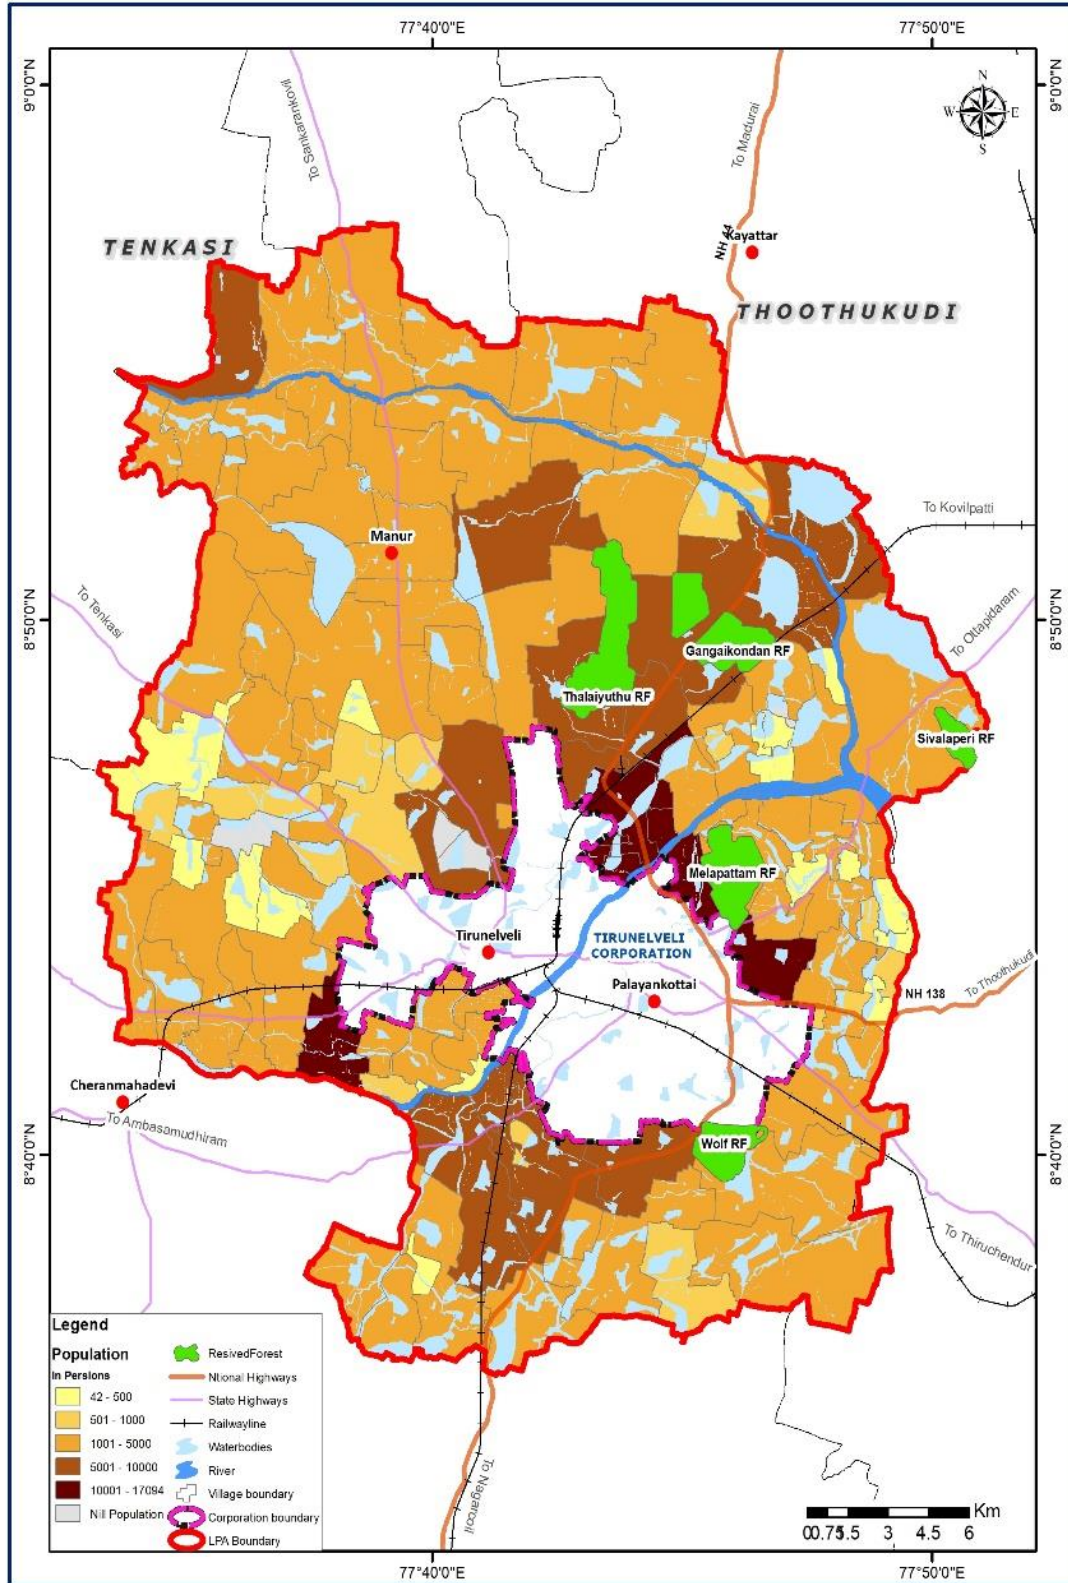 77°40'0"E
77°50'0"E
9°0'0"N
9°0'0"N
N
W
E
S
To Sankarankovil
To Madurai
TENKASI
NH 44
Kayattar
THOOTHUKUDI
To Kovilpatti
Manur
To Tenkasi
To Ottapidaram
8°50'0"N
8°50'0"N
Gangaikondan RF
Thalaiyuthu RF
Sivalaperi RF
Melapattam RF
Tirunelveli
TIRUNELVELI
CORPORATION
Palayankottai
To Thoothukudi
NH 138
Cheranmahadevi
To Ambasamudhiram
Wolf RF
8°40'0"N
8°40'0"N
To Thiruchendur
Legend
Population
In Persions
42 - 500
501 - 1000
1001 - 5000
5001 - 10000
10001 - 17094
Nill Population
ResivedForest
Ntional Highways
State Highways
Railwayline
Waterbodies
River
Village boundary
Corporation boundary
LPA Boundary
To Nagarcoil
Km
00.751.5 3 4.5 6
77°40'0"E
77°50'0"E